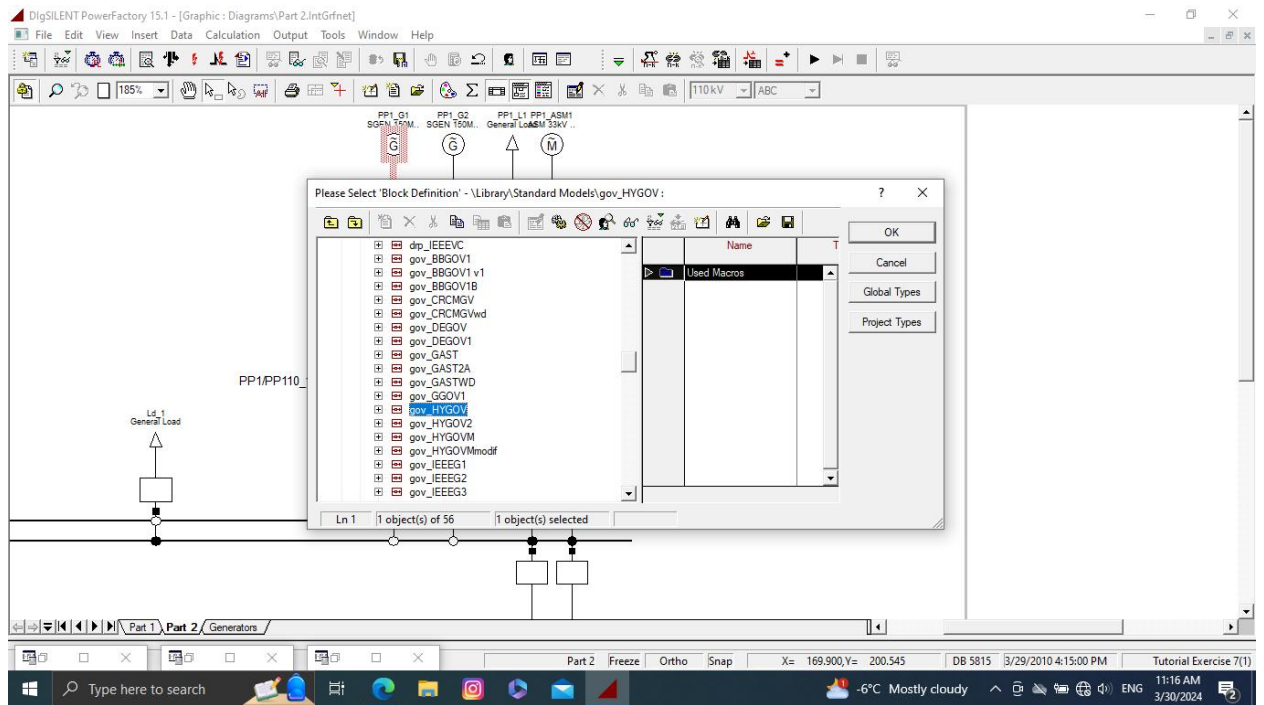 DIgSILENT PowerFactory 15.1 - [Graphic : Diagrams\Part 2.IntGrfnet]
File Edit View Insert Data Calculation Output Tools Window Help
185% 110 kV ABC
PP1_G1 PP1_G2 PP1_L1 PP1_ASM1
SGEN 150M.. SGEN 150M.. General Load ASM 33kV ..
G̃ G̃ M̃
Please Select 'Block Definition' - \Library\Standard Models\gov_HYGOV :
? ×
OK
Cancel
Global Types
Project Types
Name T
Used Macros
drp_IEEEVC
gov_BBGOV1
gov_BBGOV1 v1
gov_BBGOV1B
gov_CRCMGV
gov_CRCMGVwd
gov_DEGOV
gov_DEGOV1
gov_GAST
gov_GAST2A
gov_GASTWD
gov_GGOV1
gov_HYGOV
gov_HYGOV2
gov_HYGOVM
gov_HYGOVMmodif
gov_IEEEG1
gov_IEEEG2
gov_IEEEG3
Ln 1 1 object(s) of 56 1 object(s) selected
PP1/PP110_
Ld_1
General Load
Part 1 Part 2 Generators
Part 2 Freeze Ortho Snap X= 169.900,Y= 200.545 DB 5815 3/29/2010 4:15:00 PM Tutorial Exercise 7(1)
Type here to search
-6°C Mostly cloudy
ENG
11:16 AM
3/30/2024
2